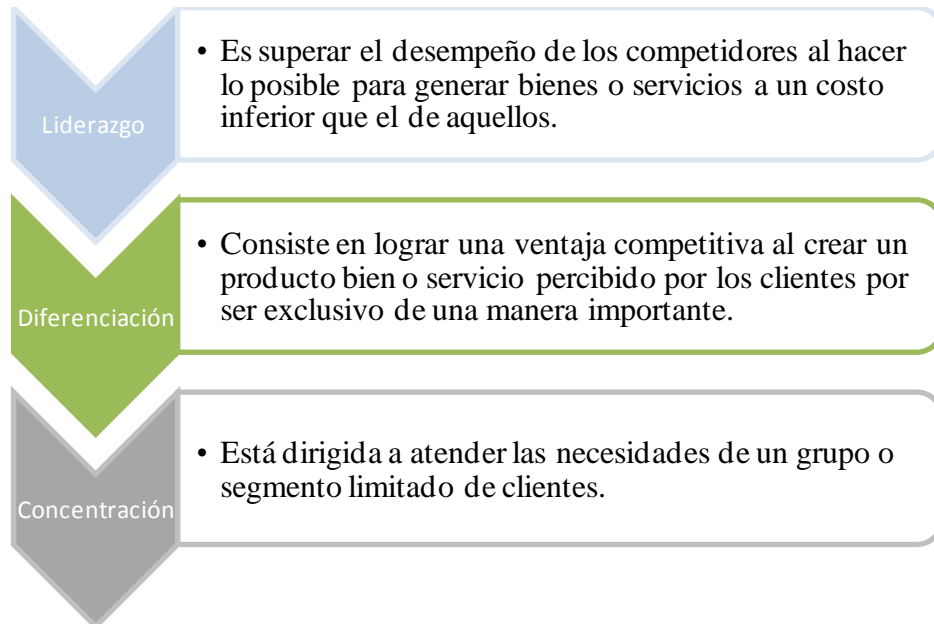 Liderazgo
• Es superar el desempeño de los competidores al hacer
lo posible para generar bienes o servicios a un costo
inferior que el de aquellos.
Diferenciación
• Consiste en lograr una ventaja competitiva al crear un
producto bien o servicio percibido por los clientes por
ser exclusivo de una manera importante.
Concentración
• Está dirigida a atender las necesidades de un grupo o
segmento limitado de clientes.